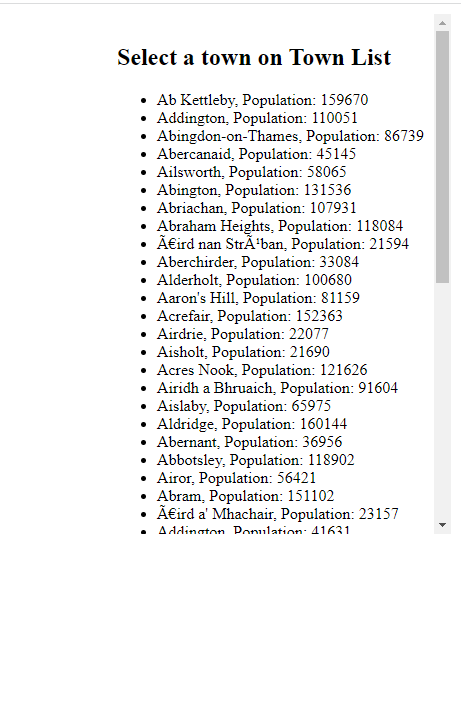 Select a town on Town List
Ab Kettleby, Population: 159670
Addington, Population: 110051
Abingdon-on-Thames, Population: 86739
Abercanaid, Population: 45145
Ailsworth, Population: 58065
Abington, Population: 131536
Abriachan, Population: 107931
Abraham Heights, Population: 118084
Ã€ird nan StrÃ¹ban, Population: 21594
Aberchirder, Population: 33084
Alderholt, Population: 100680
Aaron's Hill, Population: 81159
Acrefair, Population: 152363
Airdrie, Population: 22077
Aisholt, Population: 21690
Acres Nook, Population: 121626
Airidh a Bhruaich, Population: 91604
Aislaby, Population: 65975
Aldridge, Population: 160144
Abernant, Population: 36956
Abbotsley, Population: 118902
Airor, Population: 56421
Abram, Population: 151102
Ã€ird a' Mhachair, Population: 23157
Addington, Population: 41631